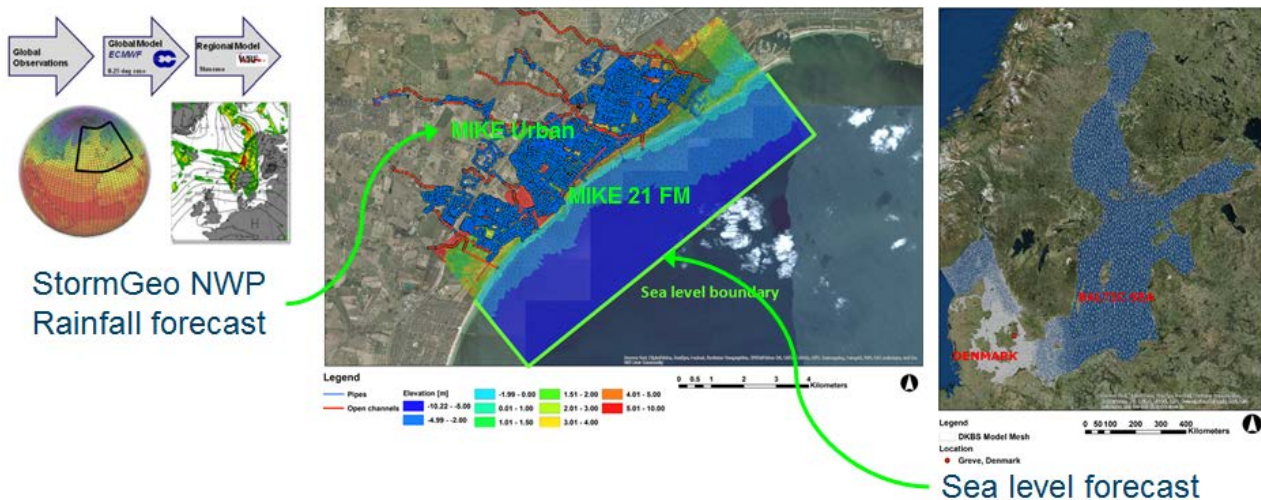 Global
Observations
Global Model
ECMWF
0.25 deg
Regional Model
StormGeo NWP
Rainfall forecast
MIKE Urban
MIKE 21 FM
Sea level boundary
Legend
Pipes
Open channels
Elevation [m]
-10.22 - -5.00
-4.99 - -2.00
-1.99 - 0.00
0.01 - 1.00
1.01 - 1.50
1.51 - 2.00
2.01 - 3.00
3.01 - 4.00
4.01 - 5.00
5.01 - 10.00
0 0.5 1 2 3 4
Kilometers
BALTIC SEA
DENMARK
Legend
DKBS Model Mesh
Location
Greve, Denmark
0 50 100 200 300 400
Kilometers
Sea level forecast